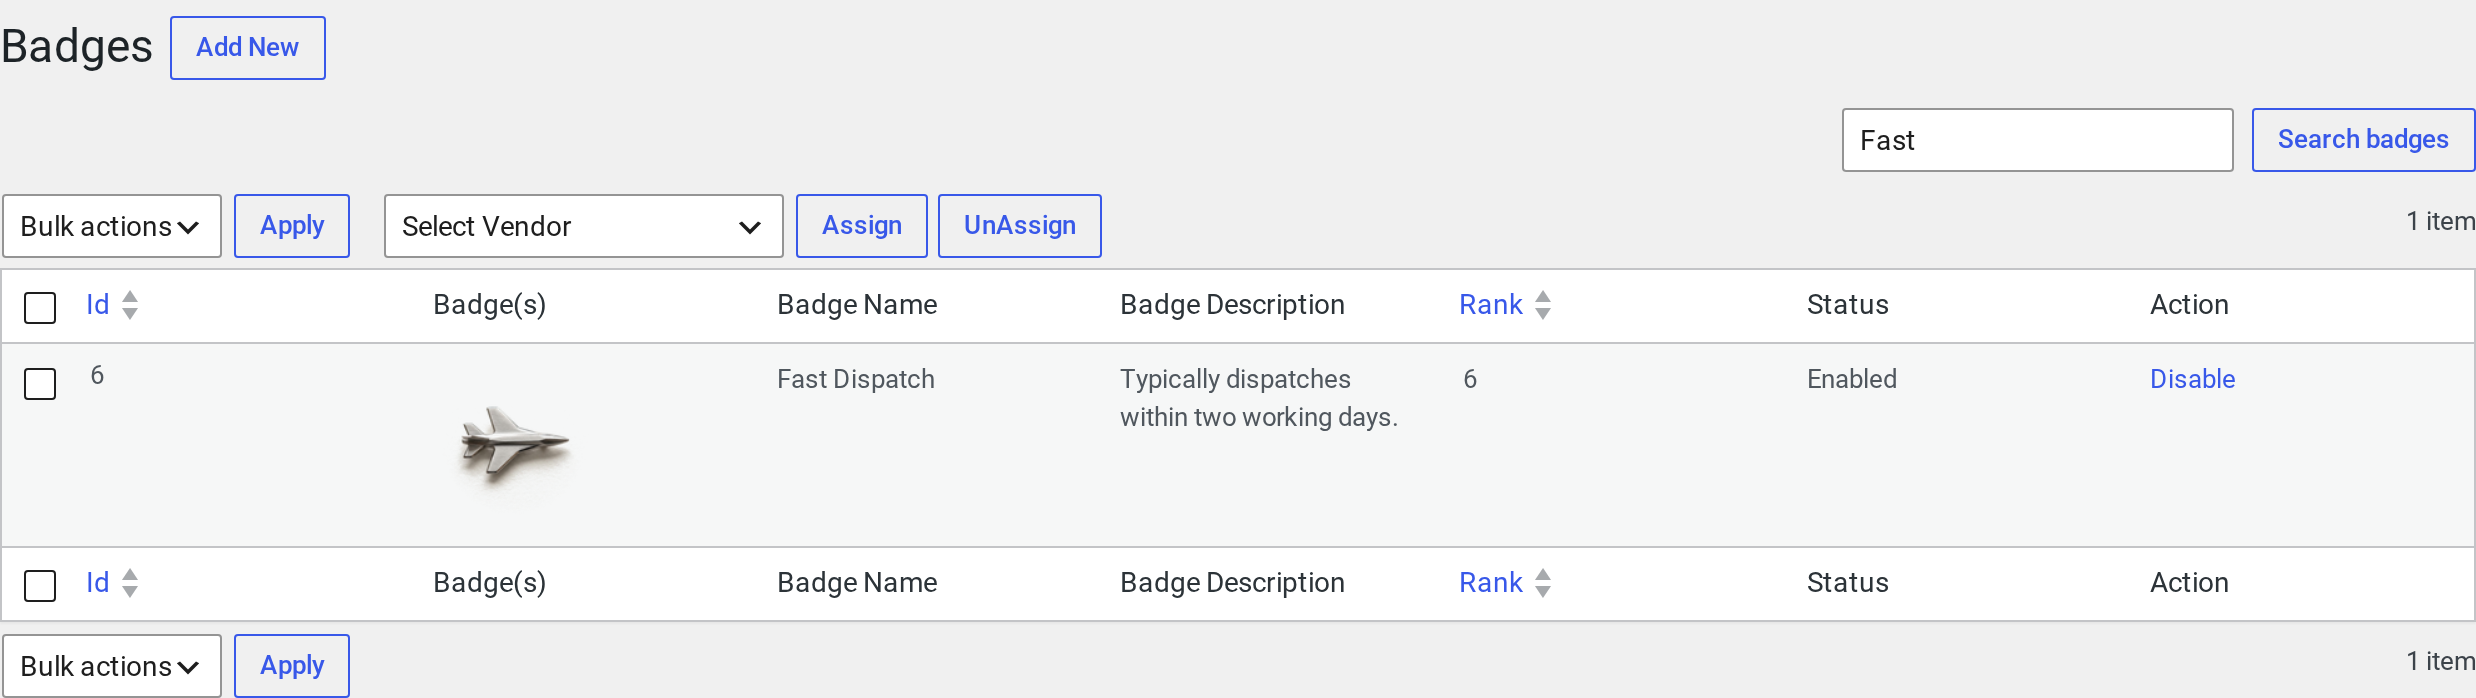 Badges Add New
Fast Search badges
Bulk actions Apply Select Vendor Assign UnAssign 1 item
Id Badge(s) Badge Name Badge Description Rank Status Action
6 Fast Dispatch Typically dispatches 6 Enabled Disable
within two working days.
Id Badge(s) Badge Name Badge Description Rank Status Action
Bulk actions Apply 1 item